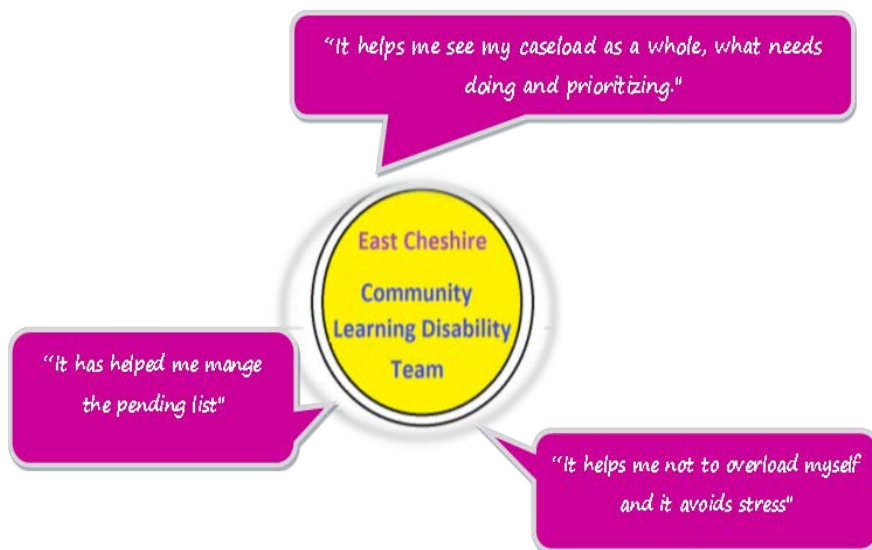 “It helps me see my caseload as a whole, what needs
doing and prioritizing."
East Cheshire
Community
Learning Disability
Team
“It has helped me mange
the pending list"
“It helps me not to overload myself
and it avoids stress"